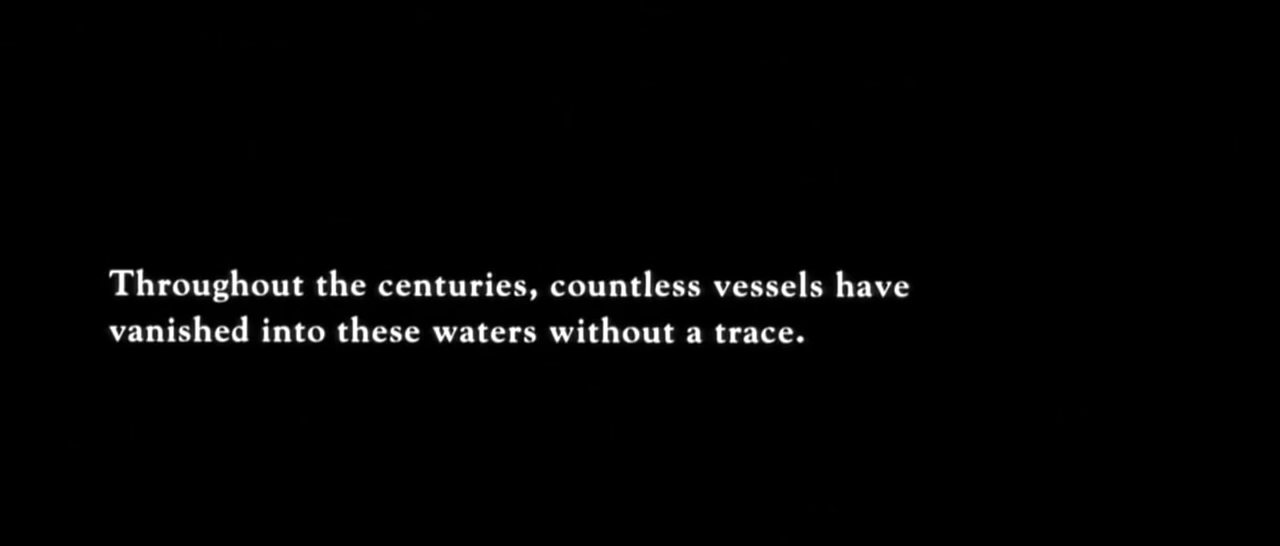 Throughout the centuries, countless vessels have
vanished into these waters without a trace.